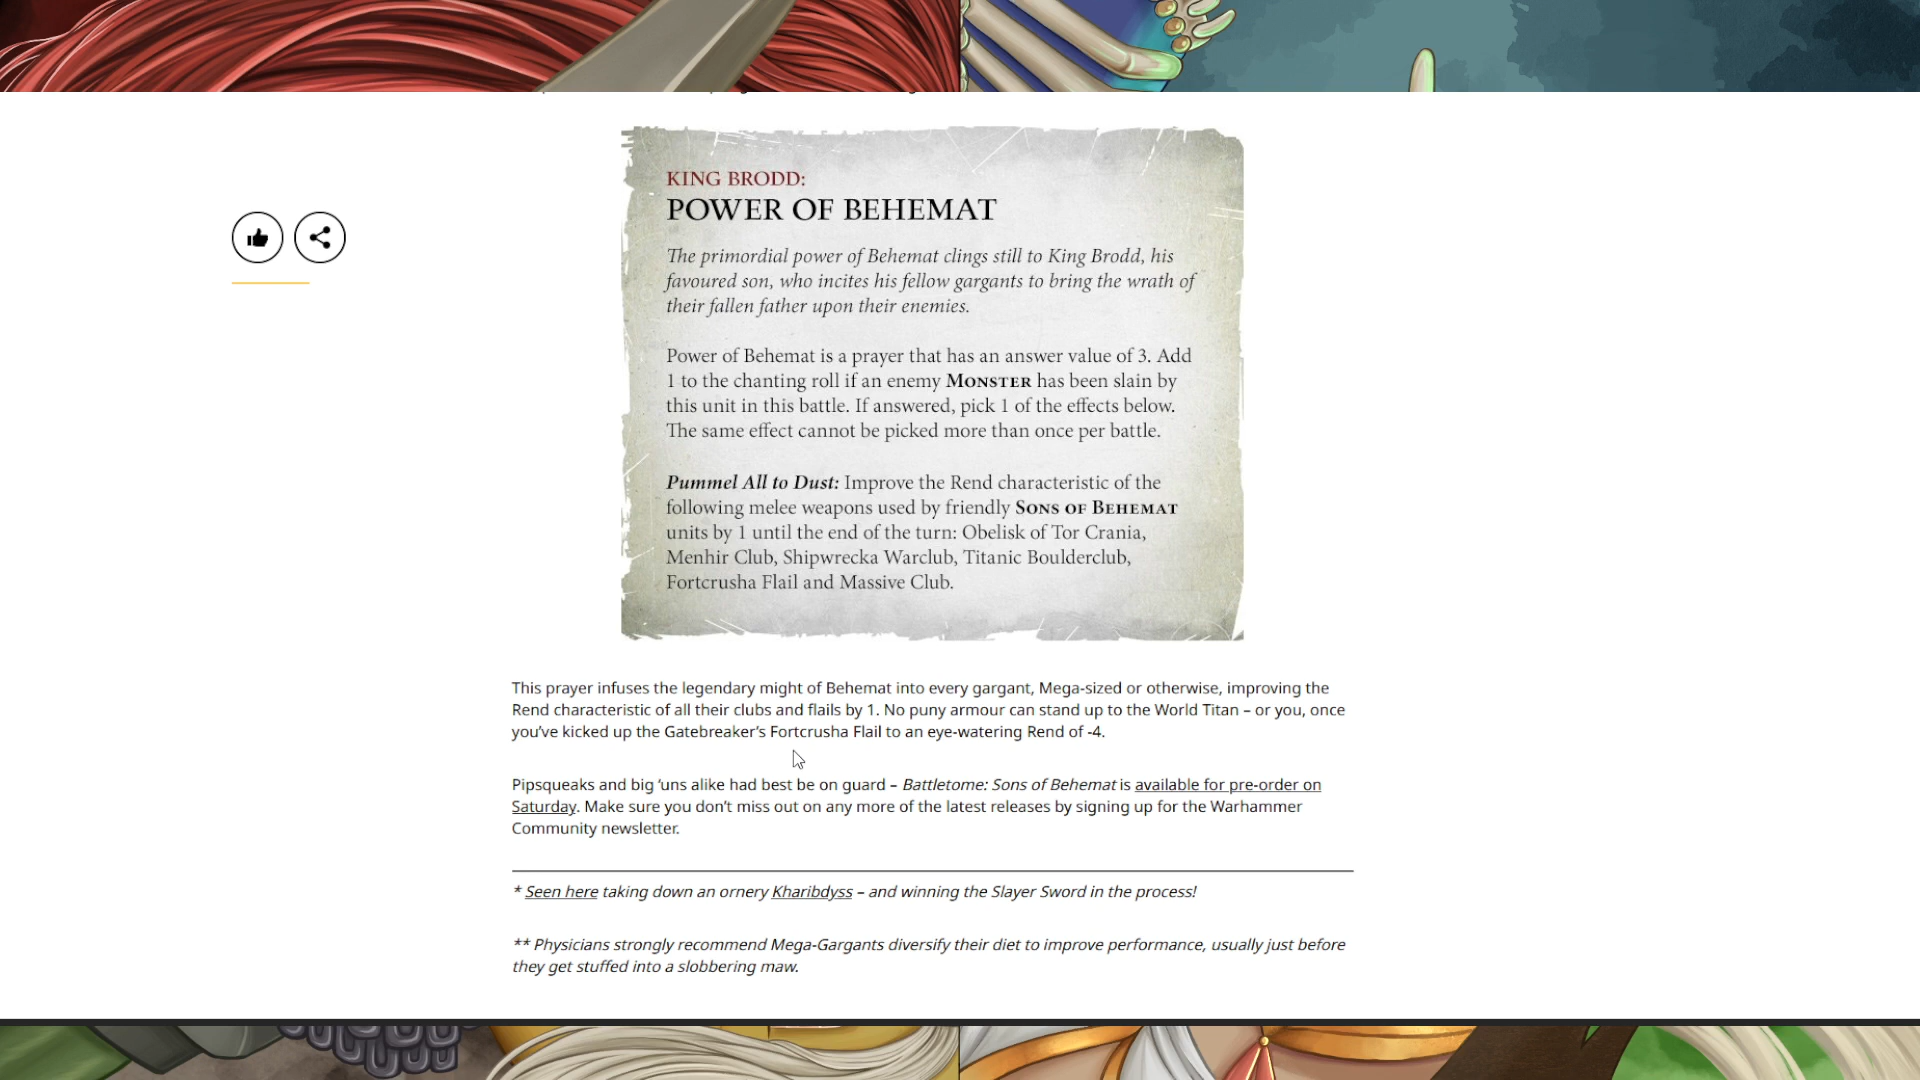 KING BRODD:
POWER OF BEHEMAT
The primordial power of Behemat clings still to King Brodd, his
favoured son, who incites his fellow gargants to bring the wrath of
their fallen father upon their enemies.
Power of Behemat is a prayer that has an answer value of 3. Add
1 to the chanting roll if an enemy MONSTER has been slain by
this unit in this battle. If answered, pick 1 of the effects below.
The same effect cannot be picked more than once per battle.
Pummel All to Dust: Improve the Rend characteristic of the
following melee weapons used by friendly SONS OF BEHEMAT
units by 1 until the end of the turn: Obelisk of Tor Crania,
Menhir Club, Shipwrecka Warclub, Titanic Boulderclub,
Fortcrusha Flail and Massive Club.
This prayer infuses the legendary might of Behemat into every gargant, Mega-sized or otherwise, improving the
Rend characteristic of all their clubs and flails by 1. No puny armour can stand up to the World Titan – or you, once
you’ve kicked up the Gatebreaker’s Fortcrusha Flail to an eye-watering Rend of -4.
Pipsqueaks and big ‘uns alike had best be on guard – Battletome: Sons of Behemat is available for pre-order on
Saturday. Make sure you don’t miss out on any more of the latest releases by signing up for the Warhammer
Community newsletter.
* Seen here taking down an ornery Kharibdyss – and winning the Slayer Sword in the process!
** Physicians strongly recommend Mega-Gargants diversify their diet to improve performance, usually just before
they get stuffed into a slobbering maw.